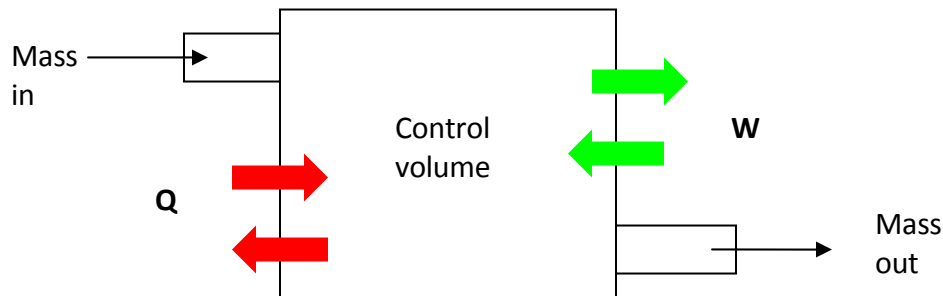 Mass
in
Control
volume
W
Q
Mass
out